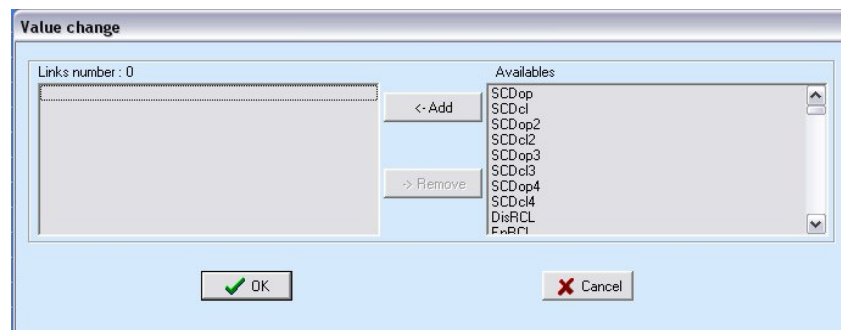 Value change
Links number : 0
Availables
<- Add
-> Remove
SCDop
SCDcl
SCDop2
SCDcl2
SCDop3
SCDcl3
SCDop4
SCDcl4
DisRCL
EnRCL
OK
Cancel